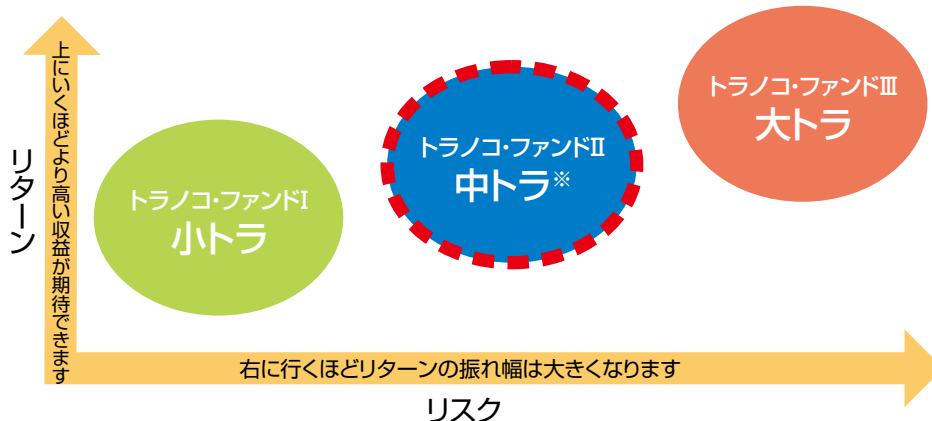 リターン
上にいくほどより高い収益が期待できます
トラノコ・ファンドⅠ
小トラ
トラノコ・ファンドⅡ
中トラ※
トラノコ・ファンドⅢ
大トラ
右に行くほどリターンの振れ幅は大きくなります
リスク